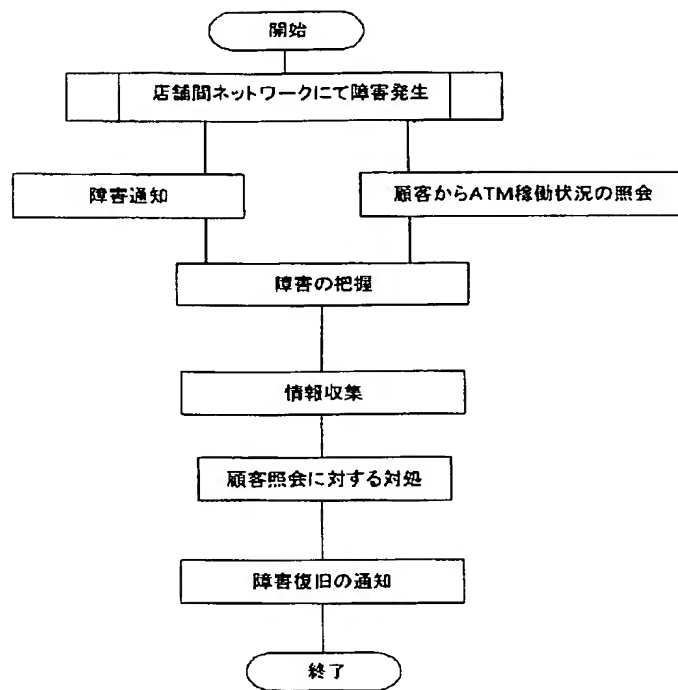 開始
店舗間ネットワークにて障害発生
障害通知
顧客からATM稼働状況の照会
障害の把握
情報収集
顧客照会に対する対処
障害復旧の通知
終了